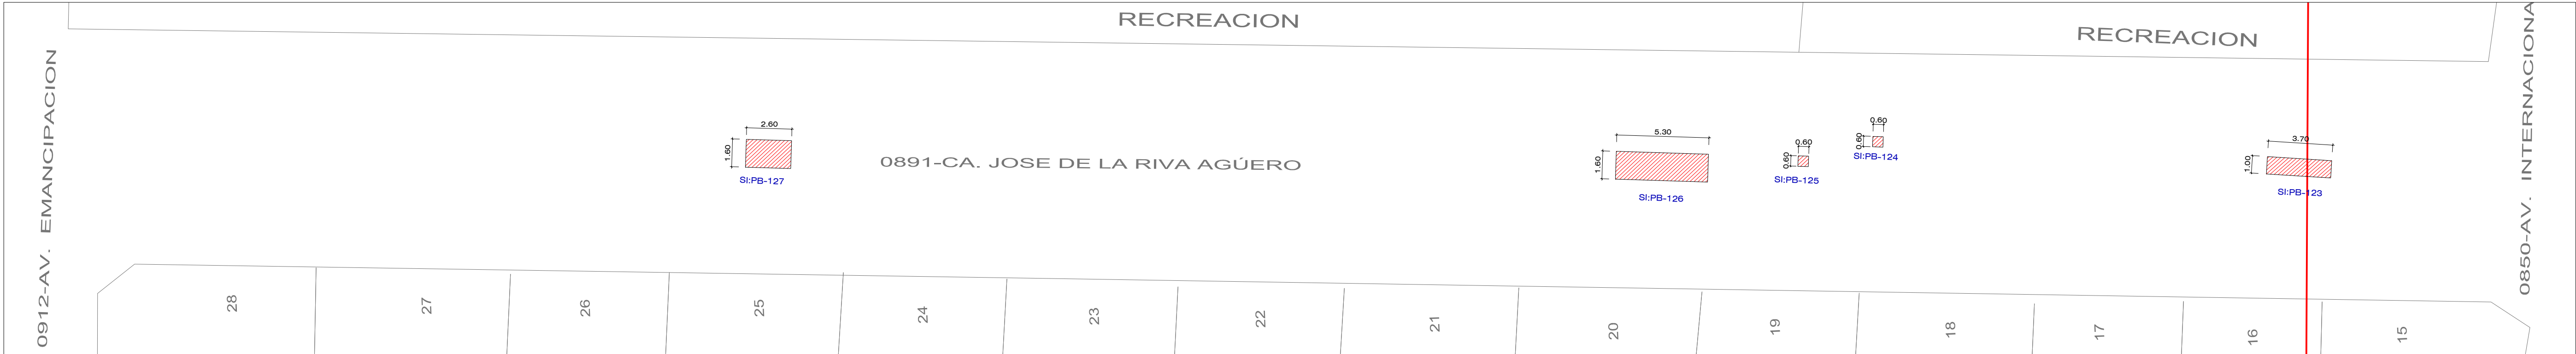 RECREACION
RECREACION
0912-AV. EMANCIPACION
0850-AV. INTERNACIONA
0891-CA. JOSE DE LA RIVA AGÜERO
2.60
1.60
SI:PB-127
5.30
1.60
SI:PB-126
0.60
0.60
SI:PB-125
0.60
0.60
SI:PB-124
3.70
1.00
SI:PB-123
28
27
26
25
24
23
22
21
20
19
18
17
16
15